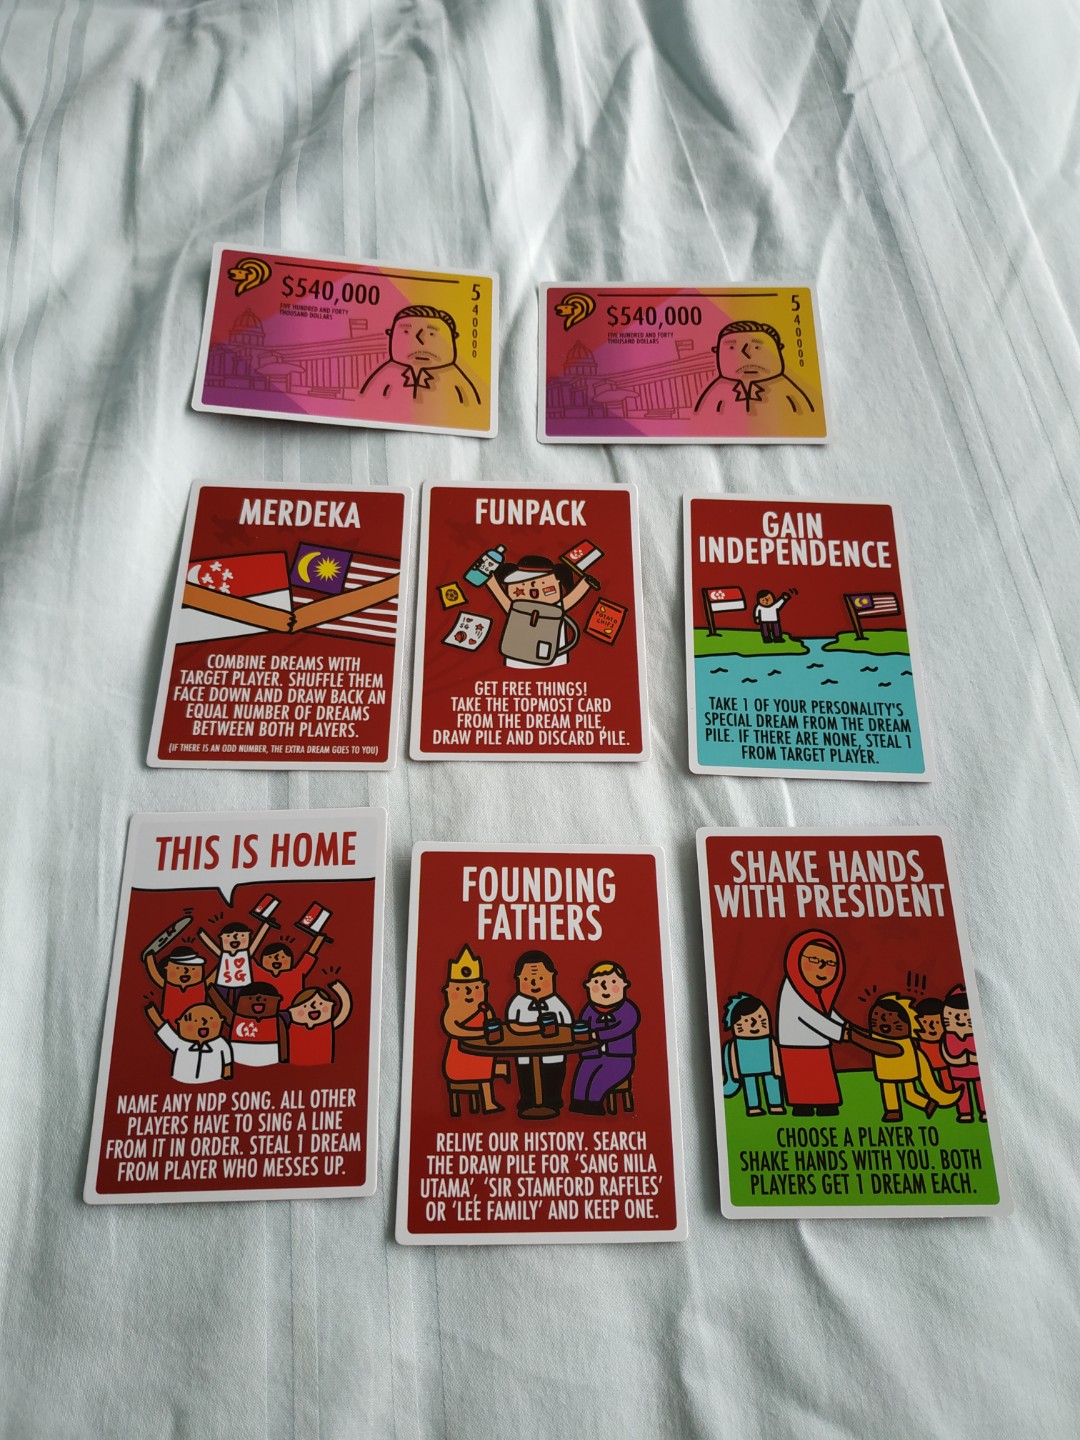 $540,000
FIVE HUNDRED AND FORTY
THOUSAND DOLLARS
540000
$540,000
FIVE HUNDRED AND FORTY
THOUSAND DOLLARS
540000
MERDEKA
COMBINE DREAMS WITH
TARGET PLAYER. SHUFFLE THEM
FACE DOWN AND DRAW BACK AN
EQUAL NUMBER OF DREAMS
BETWEEN BOTH PLAYERS.
(IF THERE IS AN ODD NUMBER, THE EXTRA DREAM GOES TO YOU)
FUNPACK
I ♥
SG
POTATO
CHIPS
GET FREE THINGS!
TAKE THE TOPMOST CARD
FROM THE DREAM PILE,
DRAW PILE AND DISCARD PILE.
GAIN
INDEPENDENCE
TAKE 1 OF YOUR PERSONALITY'S
SPECIAL DREAM FROM THE DREAM
PILE. IF THERE ARE NONE, STEAL 1
FROM TARGET PLAYER.
THIS IS HOME
I ♥
SG
NAME ANY NDP SONG. ALL OTHER
PLAYERS HAVE TO SING A LINE
FROM IT IN ORDER. STEAL 1 DREAM
FROM PLAYER WHO MESSES UP.
FOUNDING
FATHERS
RELIVE OUR HISTORY. SEARCH
THE DRAW PILE FOR 'SANG NILA
UTAMA', 'SIR STAMFORD RAFFLES'
OR 'LEE FAMILY' AND KEEP ONE.
SHAKE HANDS
WITH PRESIDENT
!!!
CHOOSE A PLAYER TO
SHAKE HANDS WITH YOU. BOTH
PLAYERS GET 1 DREAM EACH.